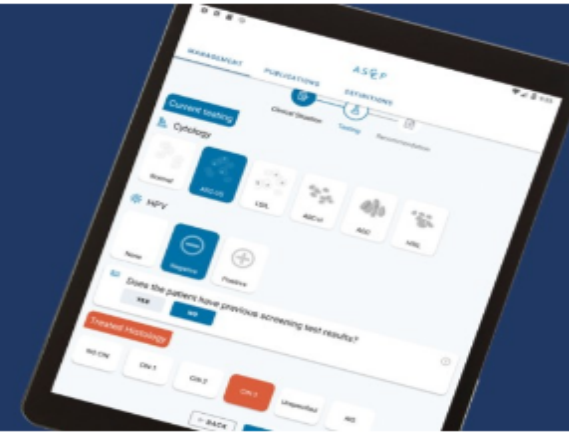 9:55
ASCCP
MANAGEMENT PUBLICATIONS DEFINITIONS
Clinical Situation Testing Recommendation
Current testing
Cytology
Normal ASC-US LSIL ASC-H AGC HSIL
HPV
None Negative Positive
Does the patient have previous screening test results?
YES NO
Treated Histology
NO CIN CIN 1 CIN 2 CIN 3 Unspecified AIS
← BACK